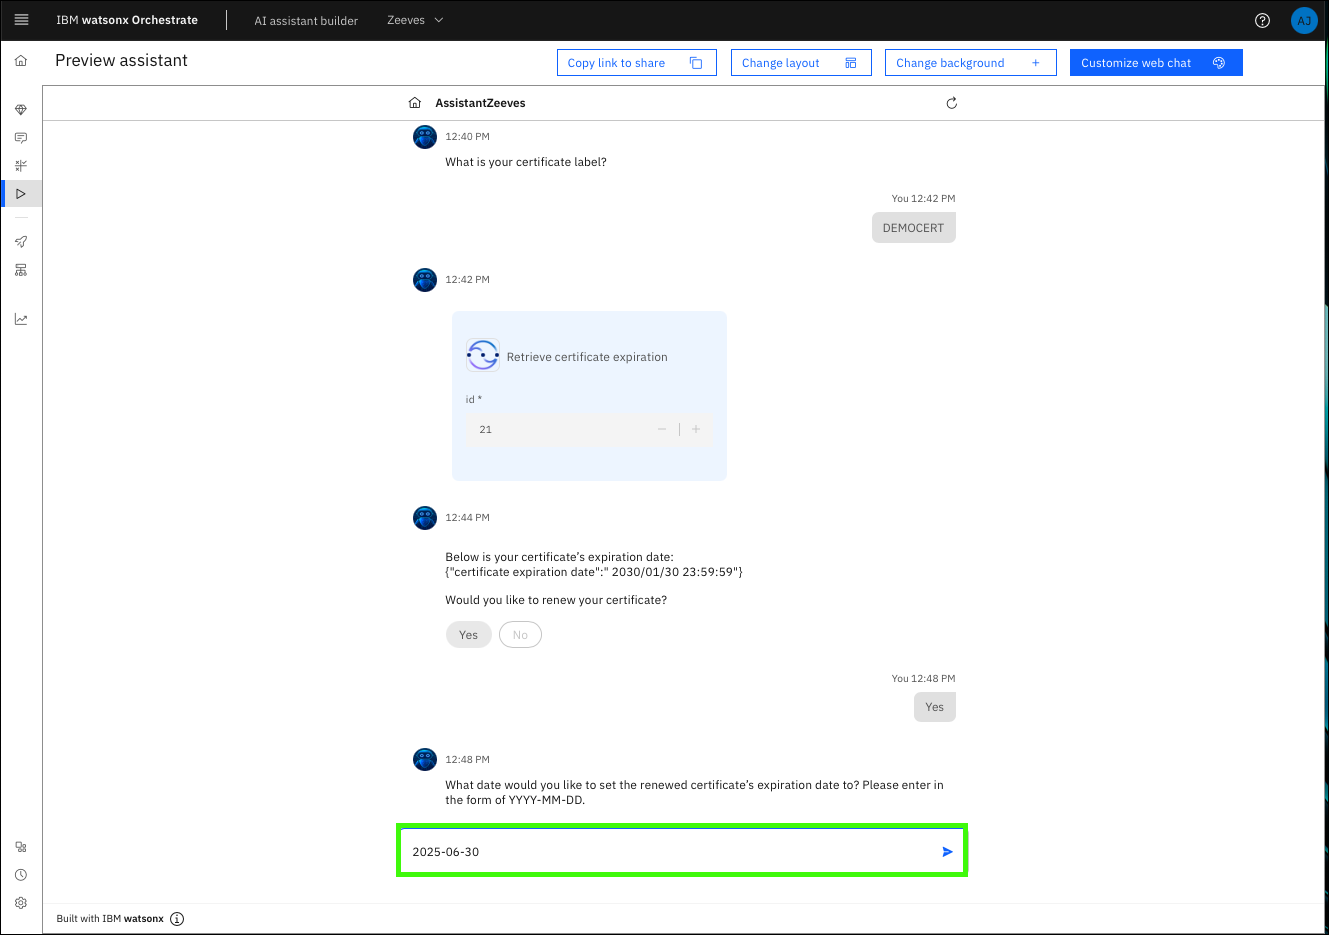 IBM watsonx Orchestrate
AI assistant builder
Zeeves
AJ
Preview assistant
Copy link to share
Change layout
Change background
Customize web chat
AssistantZeeves
12:40 PM
What is your certificate label?
You 12:42 PM
DEMOCERT
12:42 PM
Retrieve certificate expiration
id *
21
12:44 PM
Below is your certificate’s expiration date:
{"certificate expiration date":" 2030/01/30 23:59:59"}
Would you like to renew your certificate?
Yes
No
You 12:48 PM
Yes
12:48 PM
What date would you like to set the renewed certificate’s expiration date to? Please enter in
the form of YYYY-MM-DD.
2025-06-30
Built with IBM watsonx